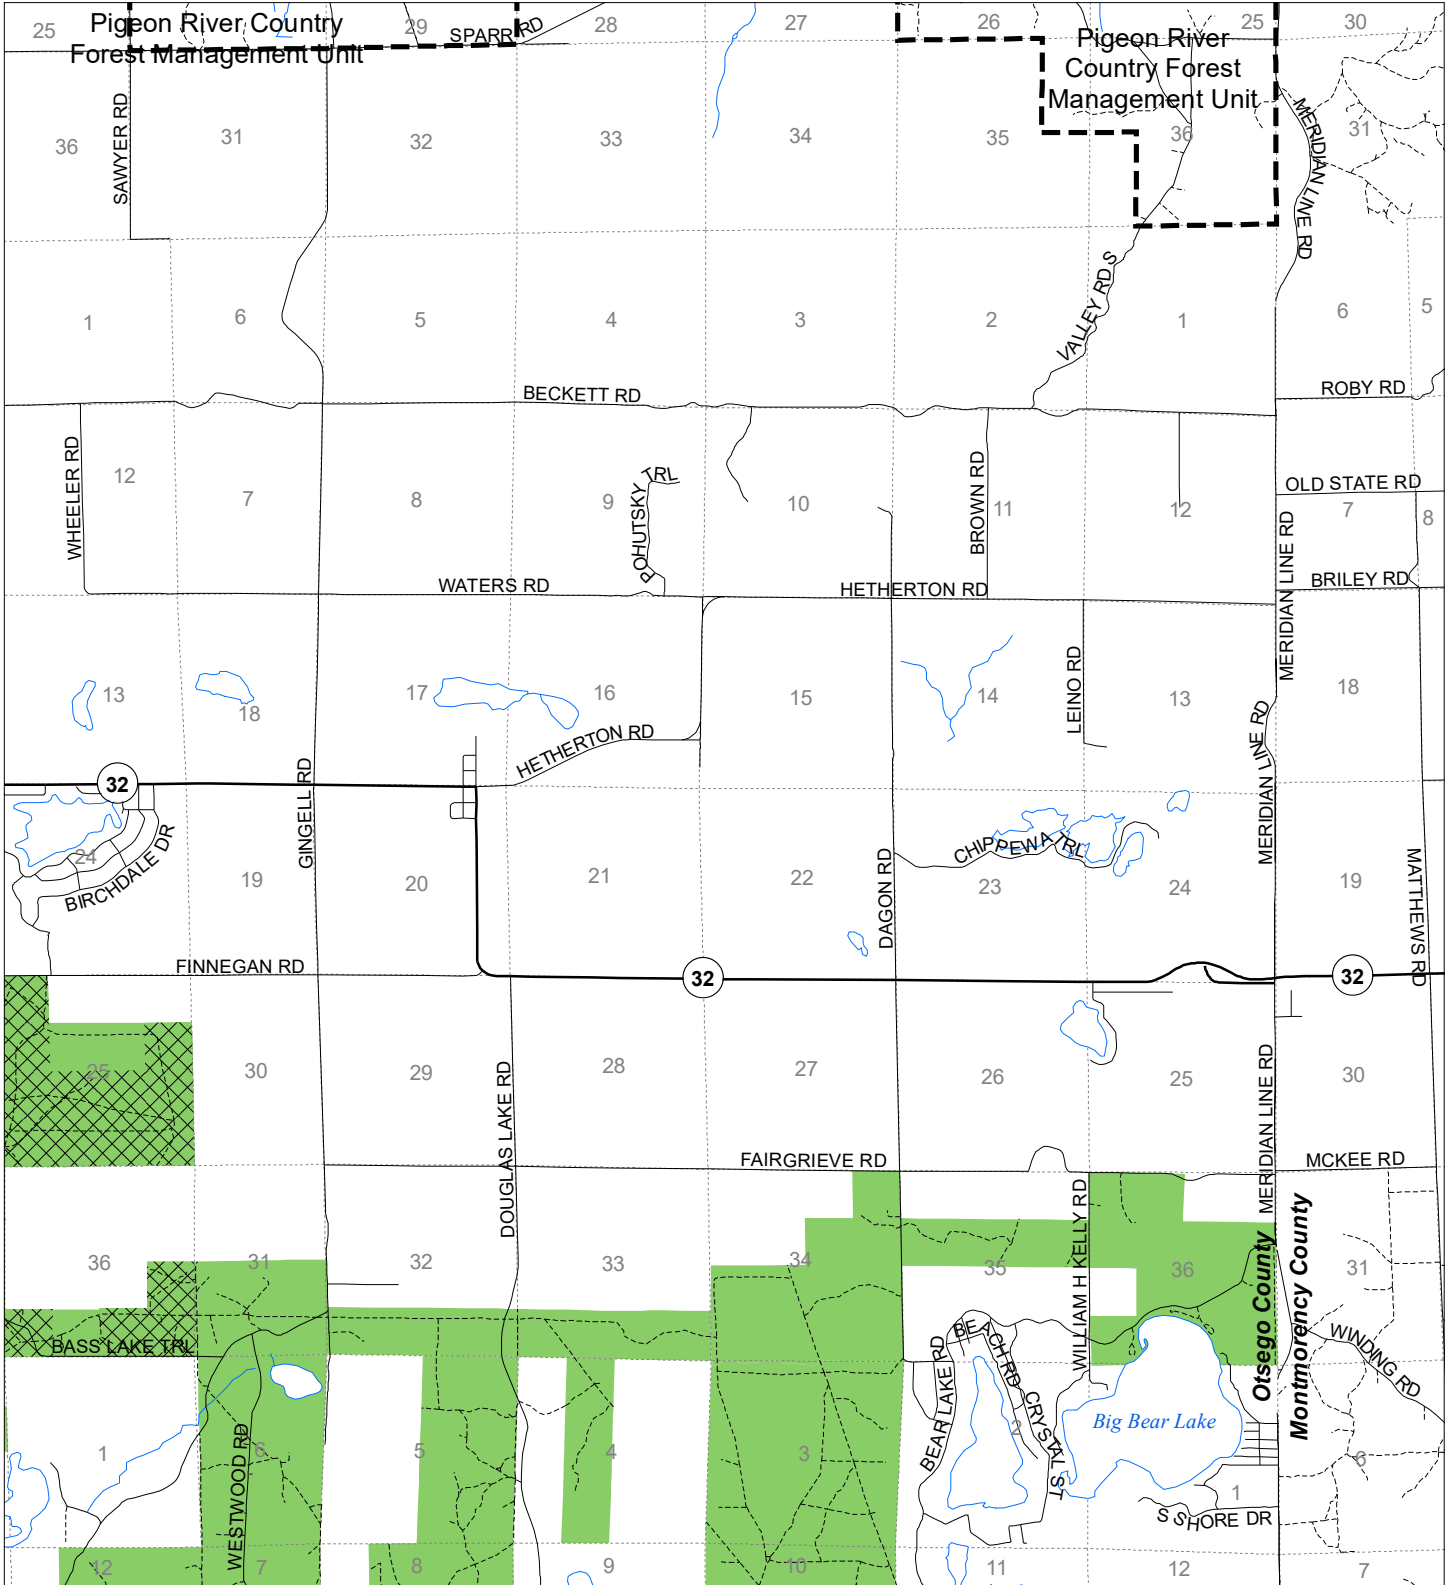 25
Pigeon River Country
Forest Management Unit
29
SPARR RD
28
27
26
25
30
Pigeon River
Country Forest
Management Unit
36
SAWYER RD
31
32
33
34
35
36
MERIDIAN LINE RD
31
1
6
5
4
3
2
VALLEY RD S
1
6
5
BECKETT RD
ROBY RD
WHEELER RD
12
7
8
9
POHUTSKY TRL
10
BROWN RD
11
12
OLD STATE RD
7
8
WATERS RD
HETHERTON RD
MERIDIAN LINE RD
BRILEY RD
13
18
17
16
HETHERTON RD
15
14
LEINO RD
13
MERIDIAN LINE RD
18
32
24
BIRCHDALE DR
GINGELL RD
19
20
21
22
DAGON RD
CHIPPEWA TRL
23
24
MERIDIAN LINE RD
19
MATTHEWS RD
FINNEGAN RD
32
32
25
30
29
DOUGLAS LAKE RD
28
27
26
25
MERIDIAN LINE RD
30
FAIRGRIEVE RD
MCKEE RD
36
31
32
33
34
35
WILLIAM H KELLY RD
36
Otsego County
Montmorency County
31
BASS LAKE TRL
WINDING RD
1
WESTWOOD RD
6
5
4
3
BEAR LAKE RD
BEACH RD
2
CRYSTAL ST
Big Bear Lake
1
6
S SHORE DR
12
7
8
9
10
11
12
7